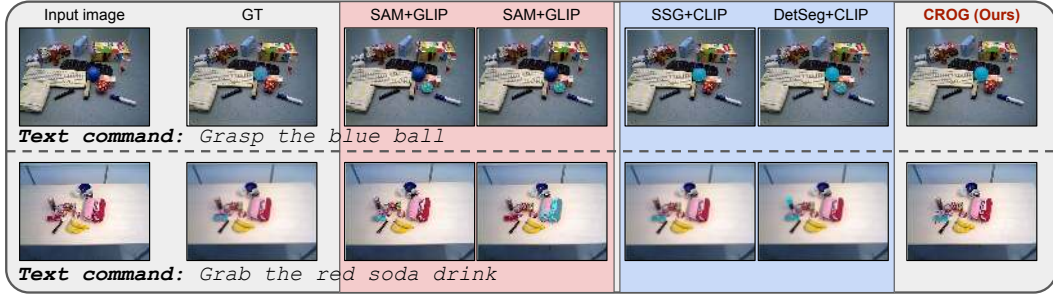 Input image GT SAM+GLIP SAM+GLIP SSG+CLIP DetSeg+CLIP CROG (Ours)
Text command: Grasp the blue ball
Text command: Grab the red soda drink